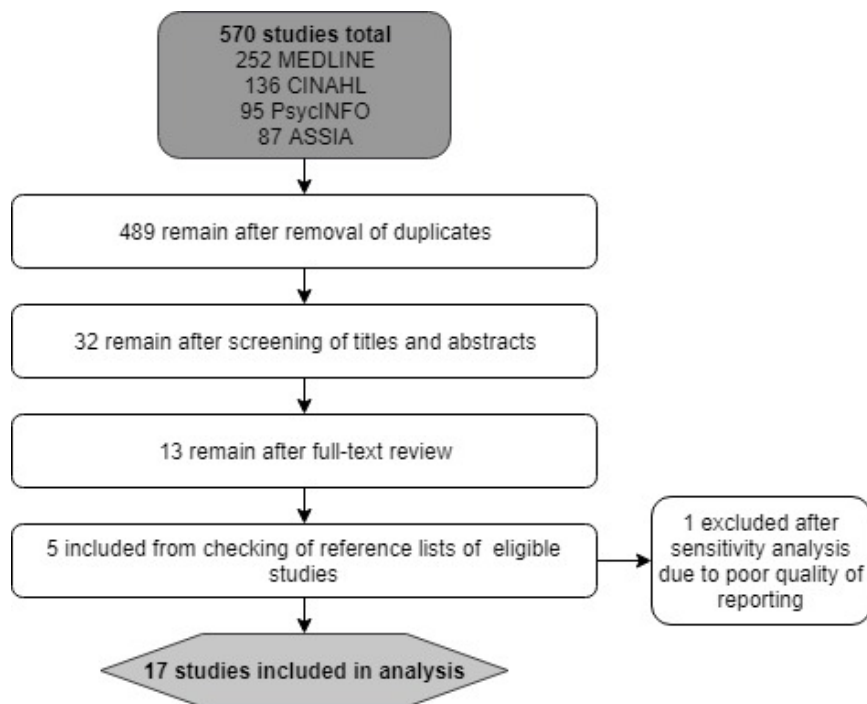 570 studies total
252 MEDLINE
136 CINAHL
95 PsycINFO
87 ASSIA
489 remain after removal of duplicates
32 remain after screening of titles and abstracts
13 remain after full-text review
5 included from checking of reference lists of eligible
studies
1 excluded after
sensitivity analysis
due to poor quality of
reporting
17 studies included in analysis